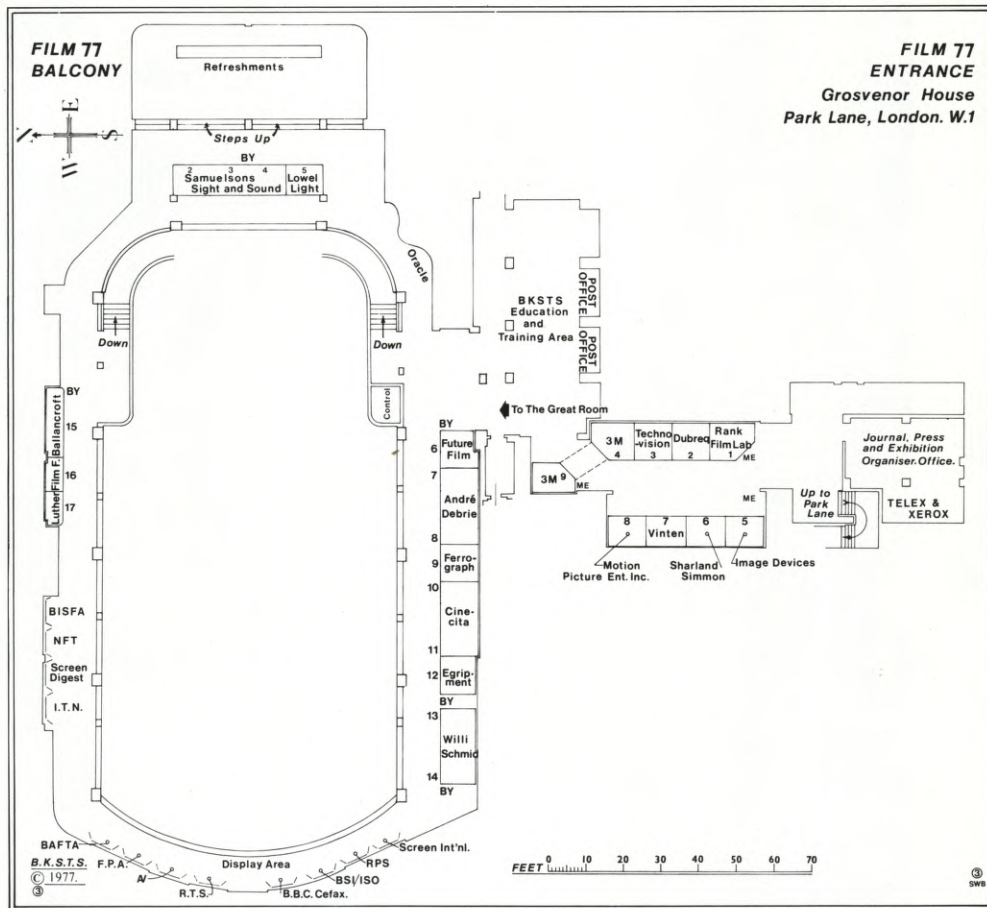 FILM 77
BALCONY
FILM 77
ENTRANCE
Grosvenor House
Park Lane, London. W.1
N
E
S
W
Refreshments
Steps Up
BY
2 3 4 5
Samuelsons
Sight and Sound
Lowel
Light
Oracle
BKSTS
Education
and
Training Area
POST
OFFICE
POST
OFFICE
Down
Down
Control
To The Great Room
BY
15
16
17
Ballancroft
Luther Film F.
BISFA
NFT
Screen
Digest
I.T.N.
BY
6
Future
Film
7
André
Debrie
8
9
Ferro-
graph
10
Cine-
cita
11
12
Egrip-
ment
BY
13
Willi
Schmid
14
BY
3M
4
Techno
-vision
3
Dubreq
2
Rank
Film Lab
1
ME
3M 9
ME
ME
8
7
Vinten
6
5
Motion
Picture Ent. Inc.
Sharland
Simmon
Image Devices
Up to
Park
Lane
Journal, Press
and Exhibition
Organiser. Office.
TELEX &
XEROX
BAFTA
F.P.A.
AV
R.T.S.
Display Area
B.B.C. Cefax.
BSI/ISO
RPS
Screen Int'nl.
B.K.S.T.S.
© 1977.
3
FEET 0 10 20 30 40 50 60 70
3
SWB